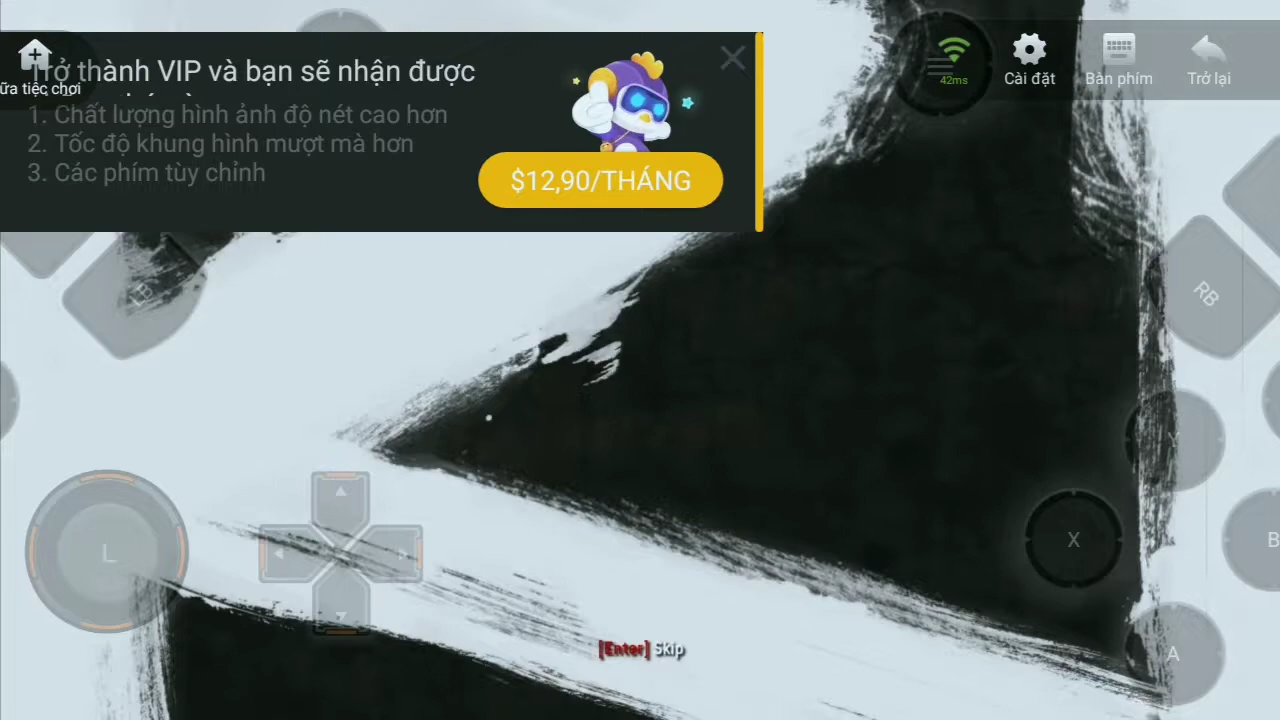 Trở thành VIP và bạn sẽ nhận được
ữa tiệc chơi
1. Chất lượng hình ảnh độ nét cao hơn
2. Tốc độ khung hình mượt mà hơn
3. Các phím tùy chỉnh
$12,90/THÁNG
42ms
Cài đặt
Bàn phím
Trở lại
LB
RB
Y
X
B
A
L
[Enter] Skip